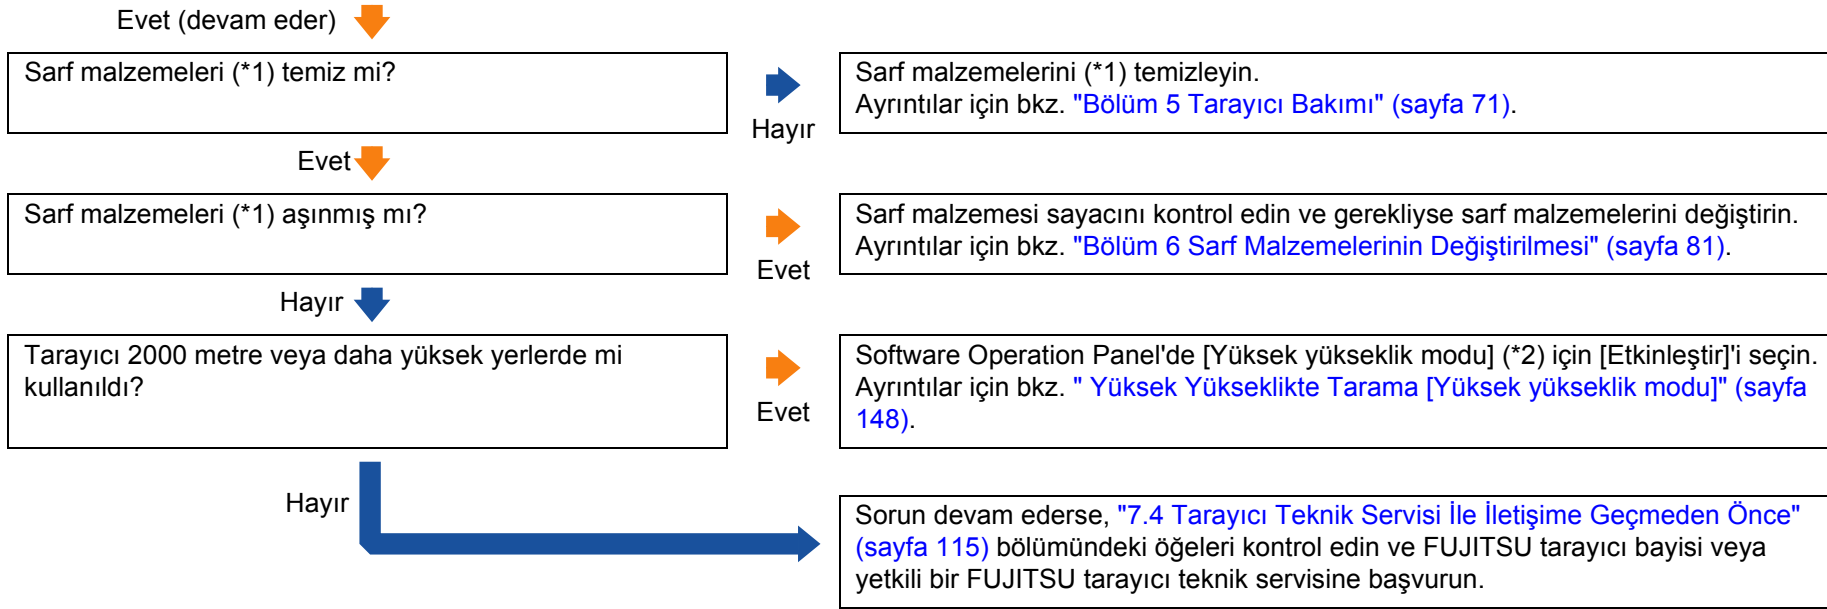 Evet (devam eder)
Sarf malzemeleri (*1) temiz mi?
Hayır
Sarf malzemelerini (*1) temizleyin.
Ayrıntılar için bkz. "Bölüm 5 Tarayıcı Bakımı" (sayfa 71).
Evet
Sarf malzemeleri (*1) aşınmış mı?
Evet
Sarf malzemesi sayacını kontrol edin ve gerekliyse sarf malzemelerini değiştirin.
Ayrıntılar için bkz. "Bölüm 6 Sarf Malzemelerinin Değiştirilmesi" (sayfa 81).
Hayır
Tarayıcı 2000 metre veya daha yüksek yerlerde mi
kullanıldı?
Evet
Software Operation Panel'de [Yüksek yükseklik modu] (*2) için [Etkinleştir]'i seçin.
Ayrıntılar için bkz. " Yüksek Yükseklikte Tarama [Yüksek yükseklik modu]" (sayfa
148).
Hayır
Sorun devam ederse, "7.4 Tarayıcı Teknik Servisi İle İletişime Geçmeden Önce"
(sayfa 115) bölümündeki öğeleri kontrol edin ve FUJITSU tarayıcı bayisi veya
yetkili bir FUJITSU tarayıcı teknik servisine başvurun.